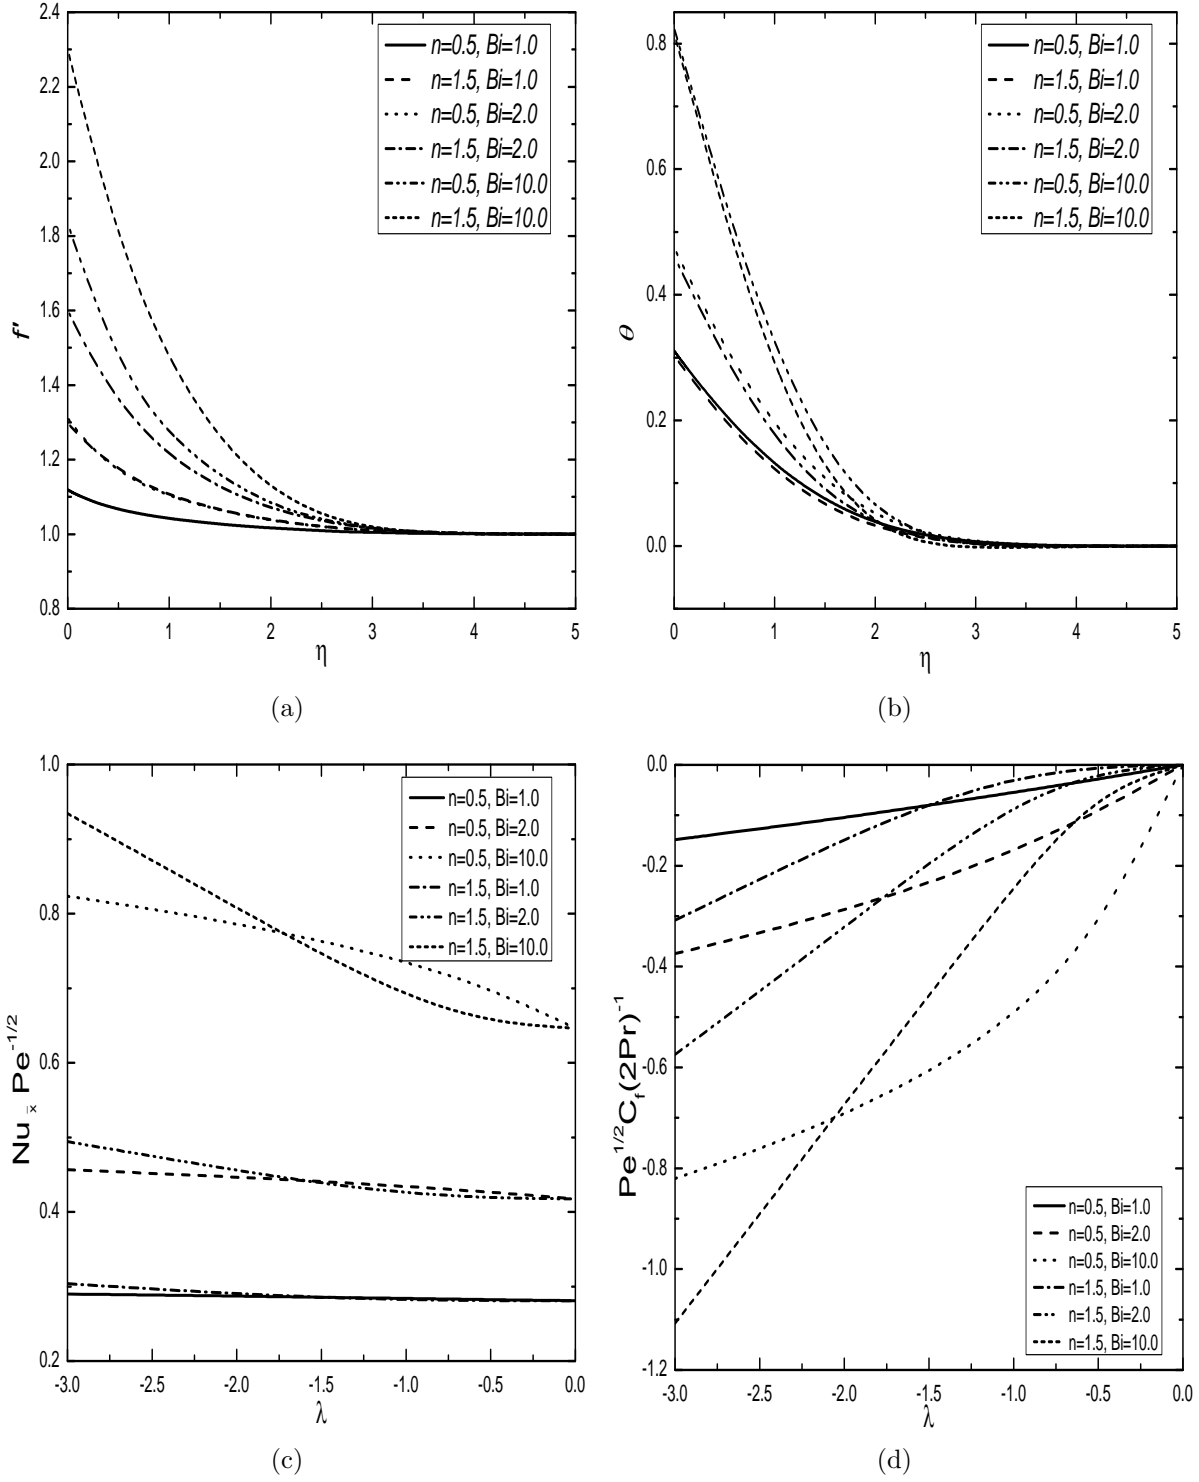 2.4
2.2
2.0
1.8
1.6
1.4
1.2
1.0
0.8
f'
n=0.5, Bi=1.0
n=1.5, Bi=1.0
n=0.5, Bi=2.0
n=1.5, Bi=2.0
n=0.5, Bi=10.0
n=1.5, Bi=10.0
0 1 2 3 4 5
η
(a)
0.8
0.6
0.4
0.2
0.0
θ
n=0.5, Bi=1.0
n=1.5, Bi=1.0
n=0.5, Bi=2.0
n=1.5, Bi=2.0
n=0.5, Bi=10.0
n=1.5, Bi=10.0
0 1 2 3 4 5
η
(b)
1.0
0.8
0.6
0.4
0.2
Nu_x̄ Pe^-1/2
n=0.5, Bi=1.0
n=0.5, Bi=2.0
n=0.5, Bi=10.0
n=1.5, Bi=1.0
n=1.5, Bi=2.0
n=1.5, Bi=10.0
-3.0 -2.5 -2.0 -1.5 -1.0 -0.5 0.0
λ
(c)
0.0
-0.2
-0.4
-0.6
-0.8
-1.0
-1.2
Pe^1/2 C_f(2Pr)^-1
n=0.5, Bi=1.0
n=0.5, Bi=2.0
n=0.5, Bi=10.0
n=1.5, Bi=1.0
n=1.5, Bi=2.0
n=1.5, Bi=10.0
-3.0 -2.5 -2.0 -1.5 -1.0 -0.5 0.0
λ
(d)